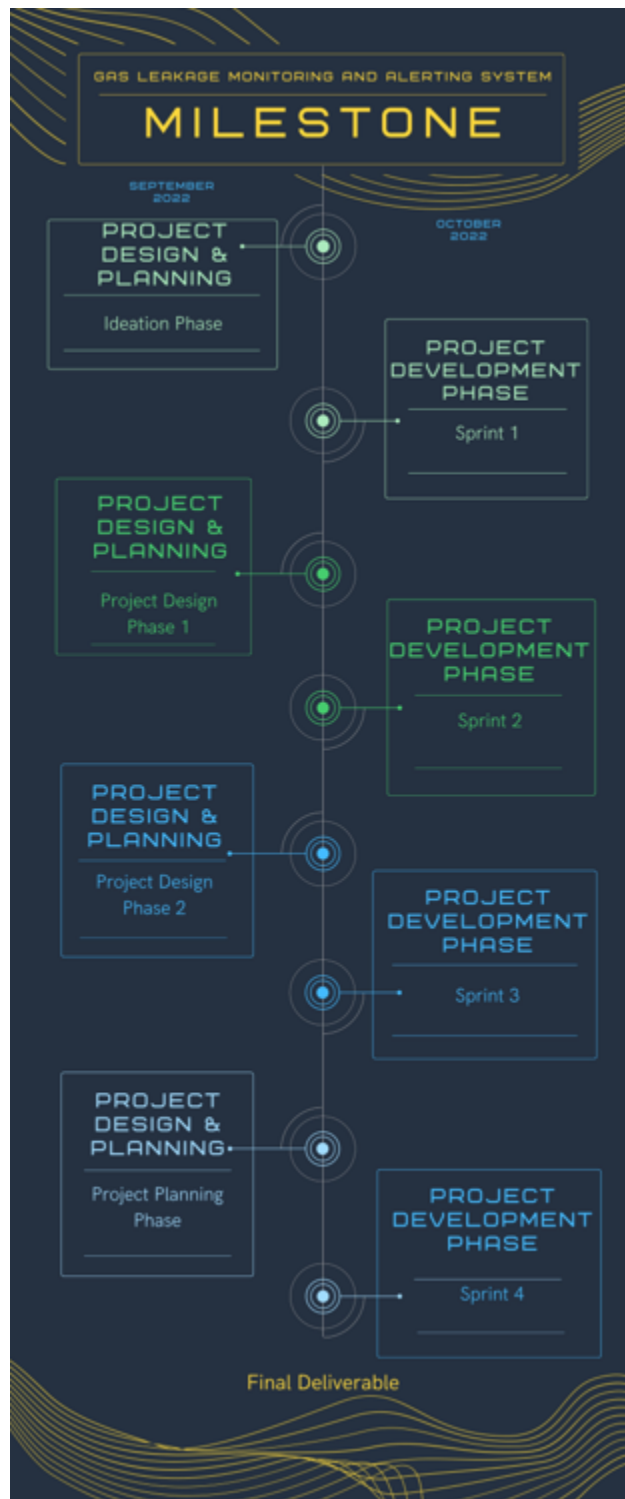 GAS LEAKAGE MONITORING AND ALERTING SYSTEM
MILESTONE
SEPTEMBER
2022
OCTOBER
2022
PROJECT
DESIGN &
PLANNING
Ideation Phase
PROJECT
DEVELOPMENT
PHASE
Sprint 1
PROJECT
DESIGN &
PLANNING
Project Design
Phase 1
PROJECT
DEVELOPMENT
PHASE
Sprint 2
PROJECT
DESIGN &
PLANNING
Project Design
Phase 2
PROJECT
DEVELOPMENT
PHASE
Sprint 3
PROJECT
DESIGN &
PLANNING
Project Planning
Phase
PROJECT
DEVELOPMENT
PHASE
Sprint 4
Final Deliverable